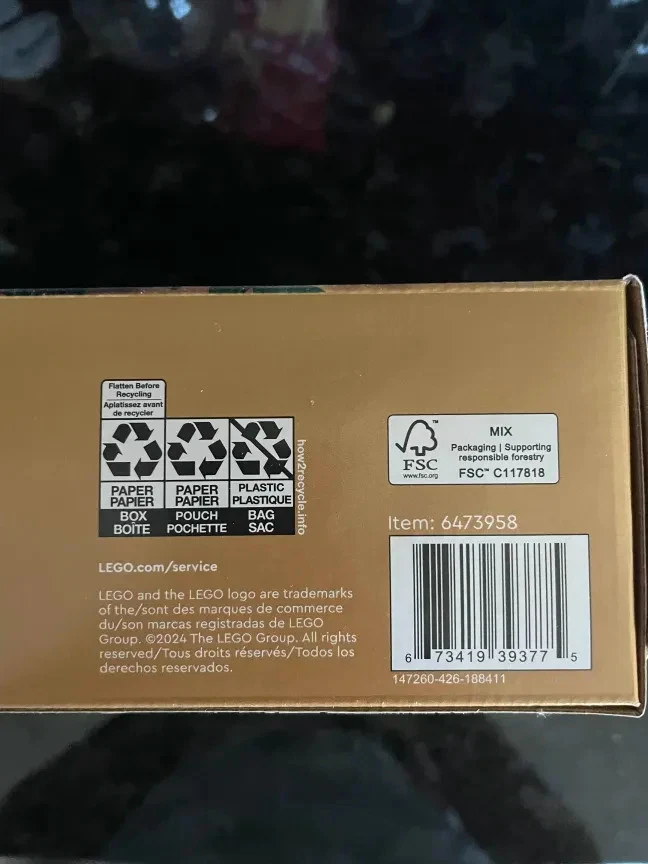 Flatten Before
Recycling
Aplatissez avant
de recycler
PAPER
PAPIER
BOX
BOÎTE
PAPER
PAPIER
POUCH
POCHETTE
PLASTIC
PLASTIQUE
BAG
SAC
how2recycle.info
LEGO.com/service
LEGO and the LEGO logo are trademarks
of the/sont des marques de commerce
du/son marcas registradas de LEGO
Group. ©2024 The LEGO Group. All rights
reserved/Tous droits réservés/Todos los
derechos reservados.
FSC
www.fsc.org
MIX
Packaging | Supporting
responsible forestry
FSC™ C117818
Item: 6473958
6 73419 39377 5
147260-426-188411